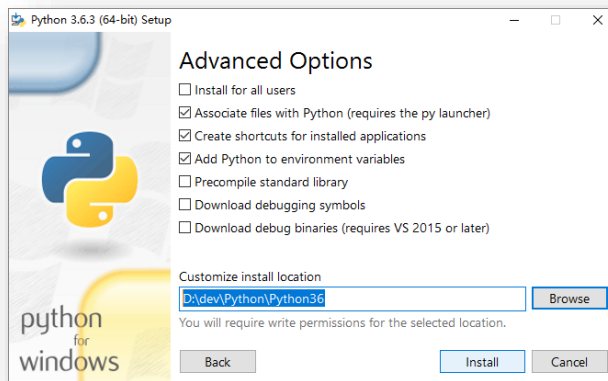 Python 3.6.3 (64-bit) Setup
Advanced Options
Install for all users
Associate files with Python (requires the py launcher)
Create shortcuts for installed applications
Add Python to environment variables
Precompile standard library
Download debugging symbols
Download debug binaries (requires VS 2015 or later)
Customize install location
D:\dev\Python\Python36
Browse
You will require write permissions for the selected location.
python
for
windows
Back
Install
Cancel